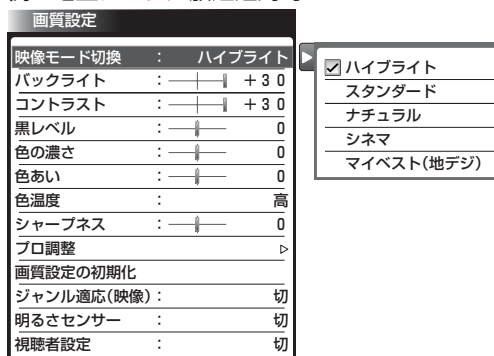 画質設定
映像モード切換 : ハイブライト
バックライト : +30
コントラスト : +30
黒レベル : 0
色の濃さ : 0
色あい : 0
色温度 : 高
シャープネス : 0
プロ調整
画質設定の初期化
ジャンル適応(映像) : 切
明るさセンサー : 切
視聴者設定 : 切
ハイブライト
スタンダード
ナチュラル
シネマ
マイベスト(地デジ)